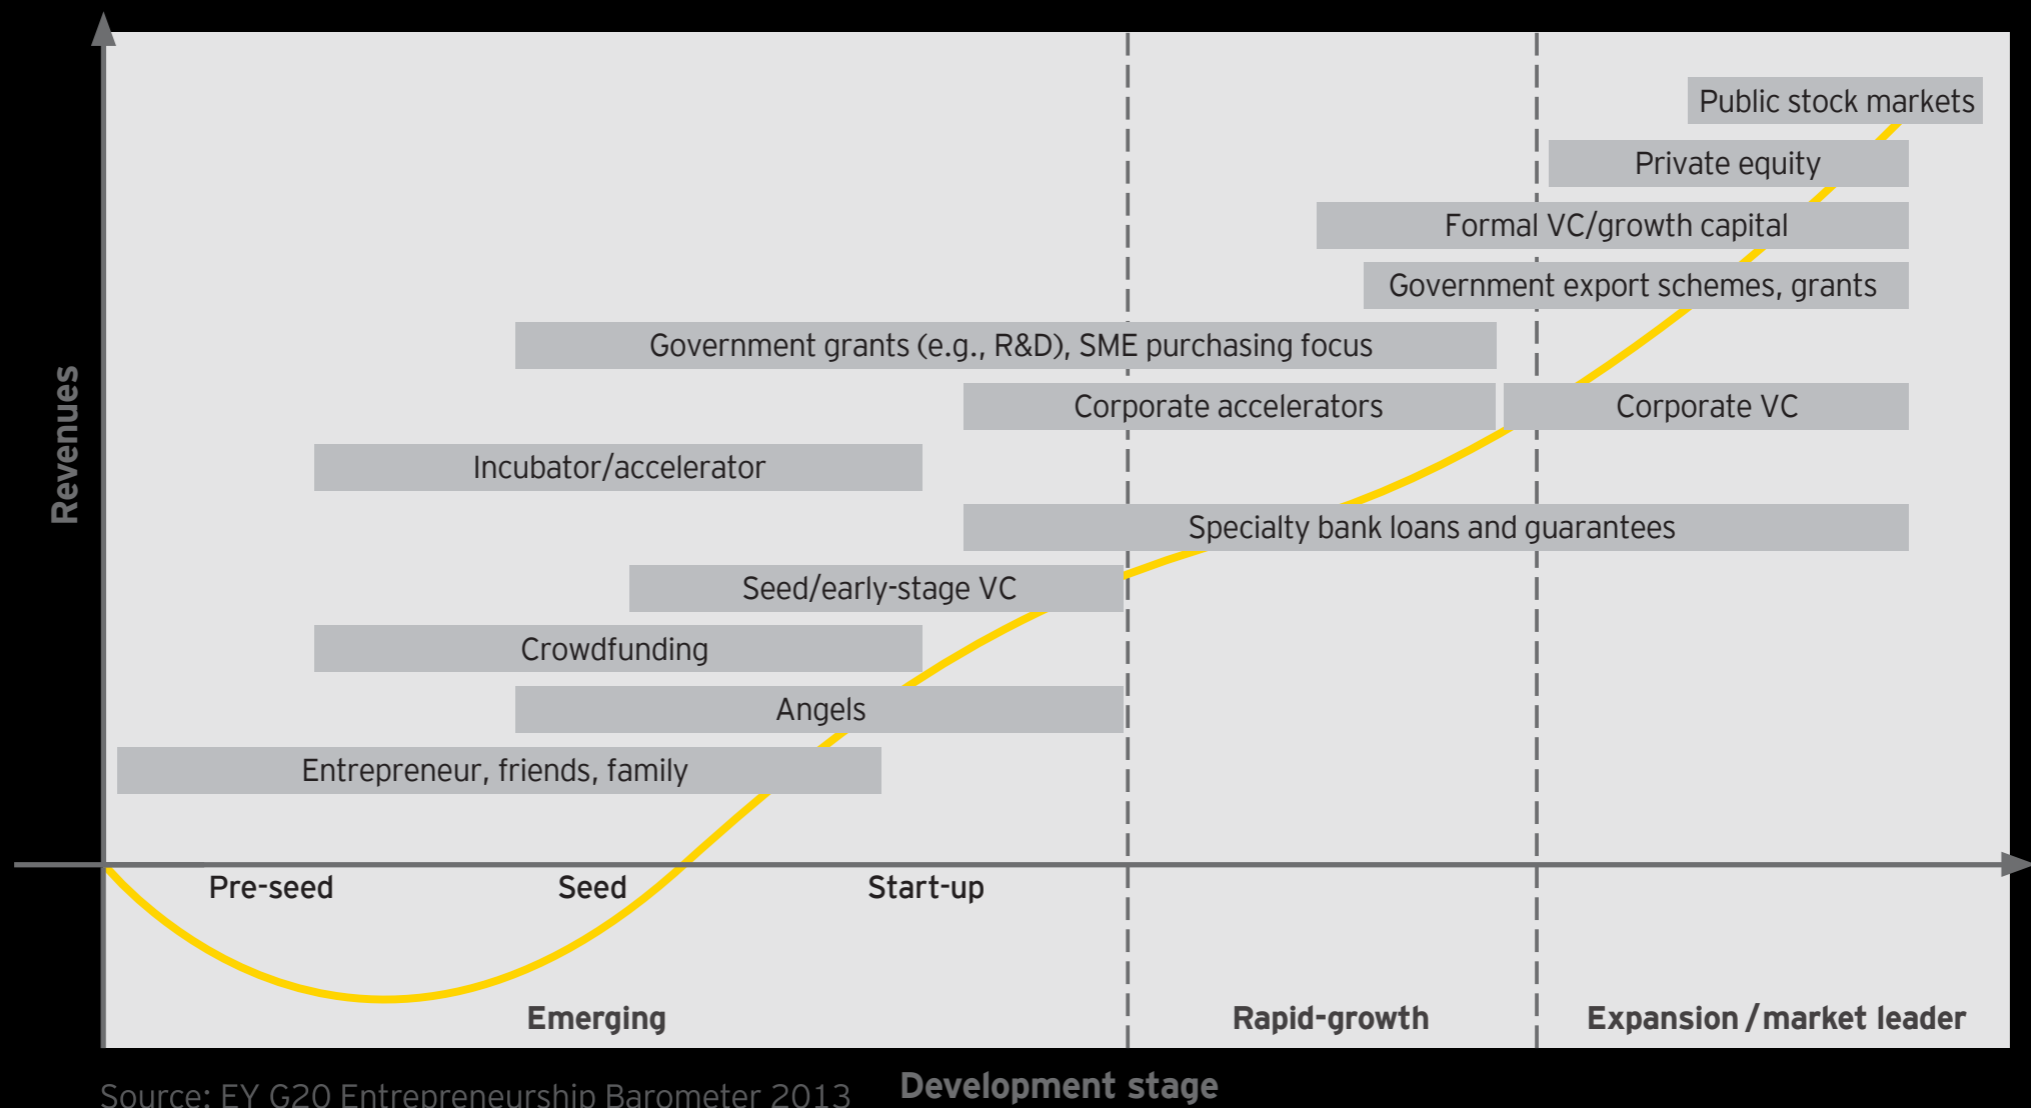 Public stock markets
Private equity
Formal VC/growth capital
Government export schemes, grants
Government grants (e.g., R&D), SME purchasing focus
Corporate accelerators
Corporate VC
Incubator/accelerator
Specialty bank loans and guarantees
Seed/early-stage VC
Crowdfunding
Angels
Entrepreneur, friends, family
Revenues
Pre-seed
Seed
Start-up
Emerging
Rapid-growth
Expansion / market leader
Development stage
Source: EY G20 Entrepreneurship Barometer 2013